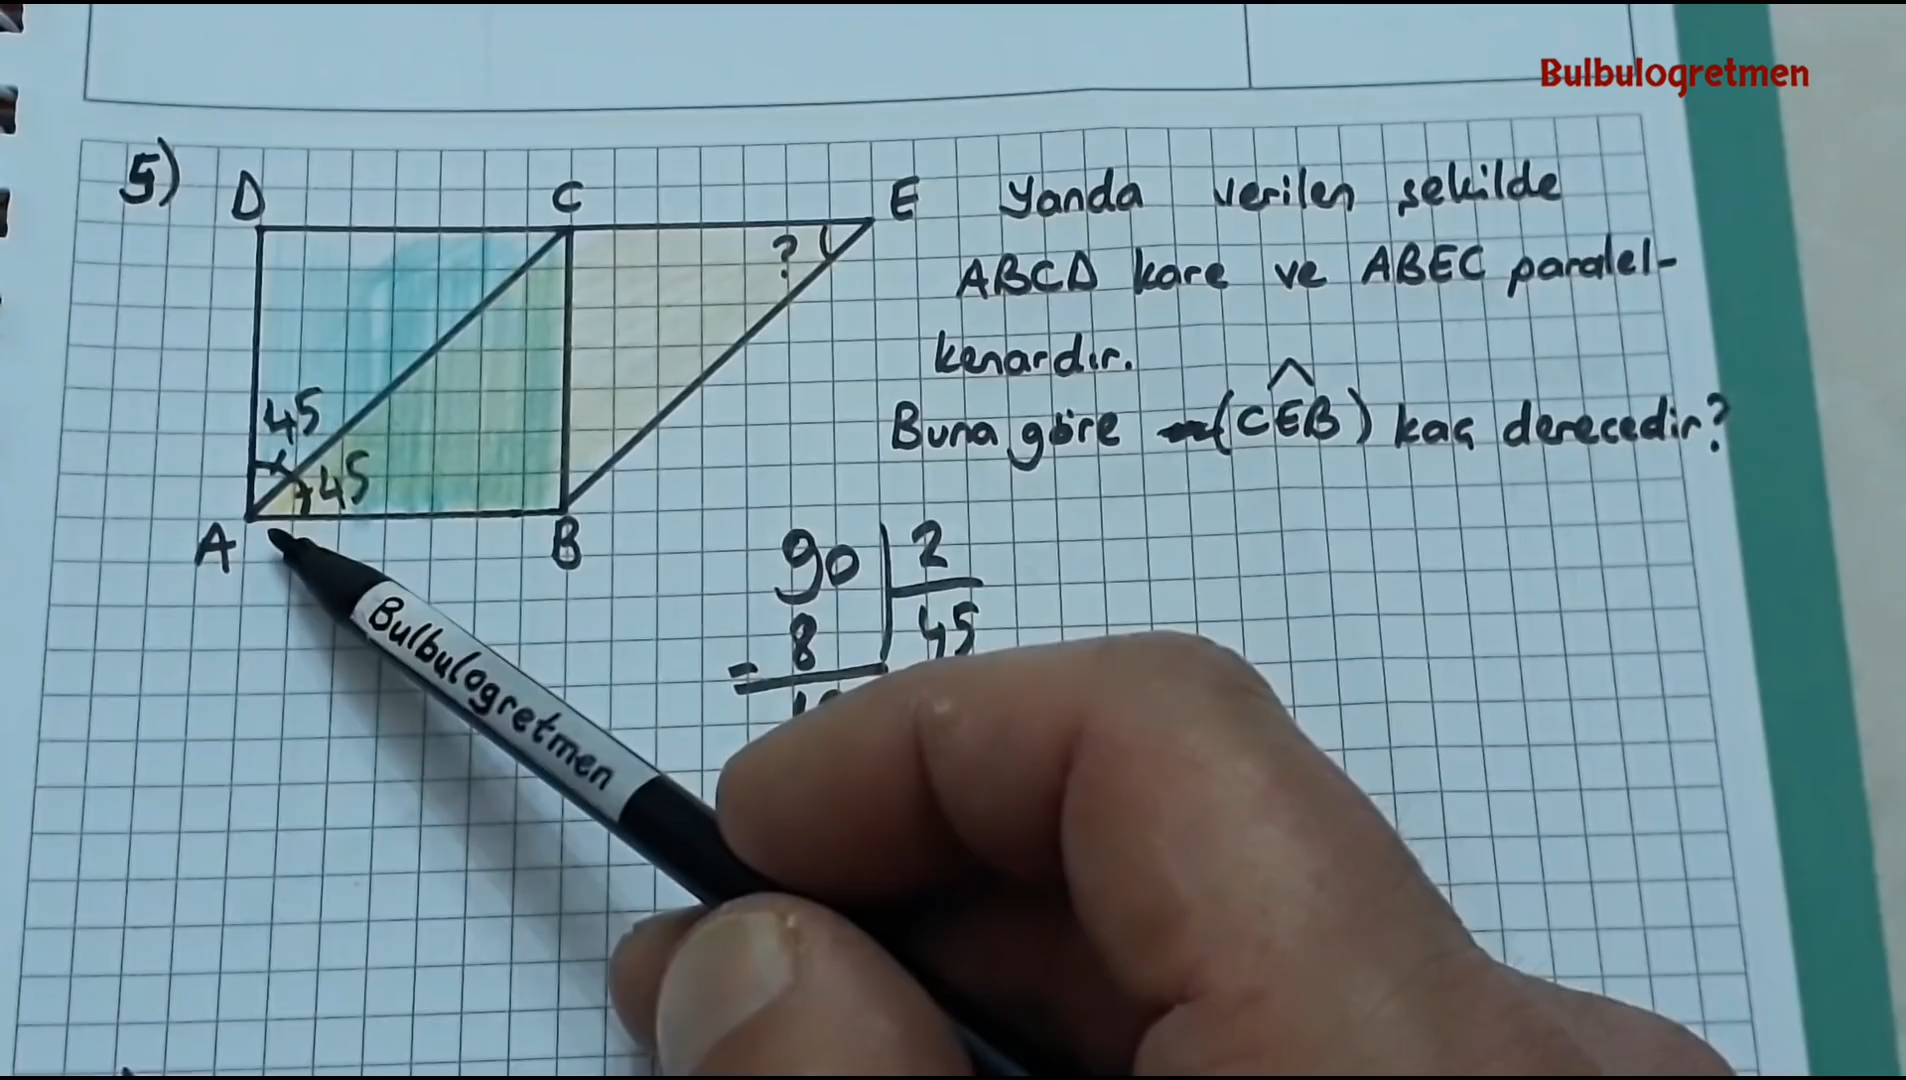 Bulbulogretmen
5)
D C E
Yanda verilen şekilde
ABCD kare ve ABEC paralel-
kenardır.
Buna göre m(CEB) kaç derecedir?
?
45
45
A B
90 2
- 8 45
Bulbulogretmen